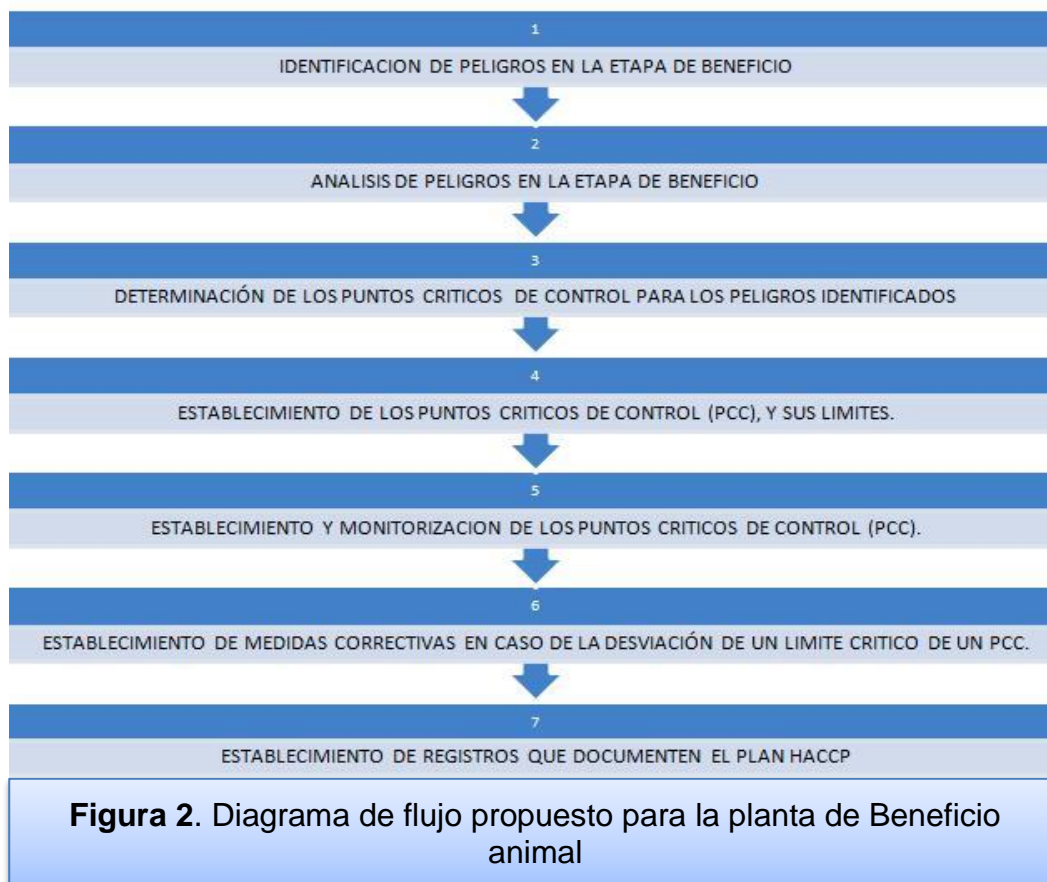 1
IDENTIFICACION DE PELIGROS EN LA ETAPA DE BENEFICIO
2
ANALISIS DE PELIGROS EN LA ETAPA DE BENEFICIO
3
DETERMINACIÓN DE LOS PUNTOS CRITICOS DE CONTROL PARA LOS PELIGROS IDENTIFICADOS
4
ESTABLECIMIENTO DE LOS PUNTOS CRITICOS DE CONTROL (PCC), Y SUS LIMITES.
5
ESTABLECIMIENTO Y MONITORIZACION DE LOS PUNTOS CRITICOS DE CONTROL (PCC).
6
ESTABLECIMIENTO DE MEDIDAS CORRECTIVAS EN CASO DE LA DESVIACIÓN DE UN LIMITE CRITICO DE UN PCC.
7
ESTABLECIMIENTO DE REGISTROS QUE DOCUMENTEN EL PLAN HACCP
Figura 2. Diagrama de flujo propuesto para la planta de Beneficio
animal